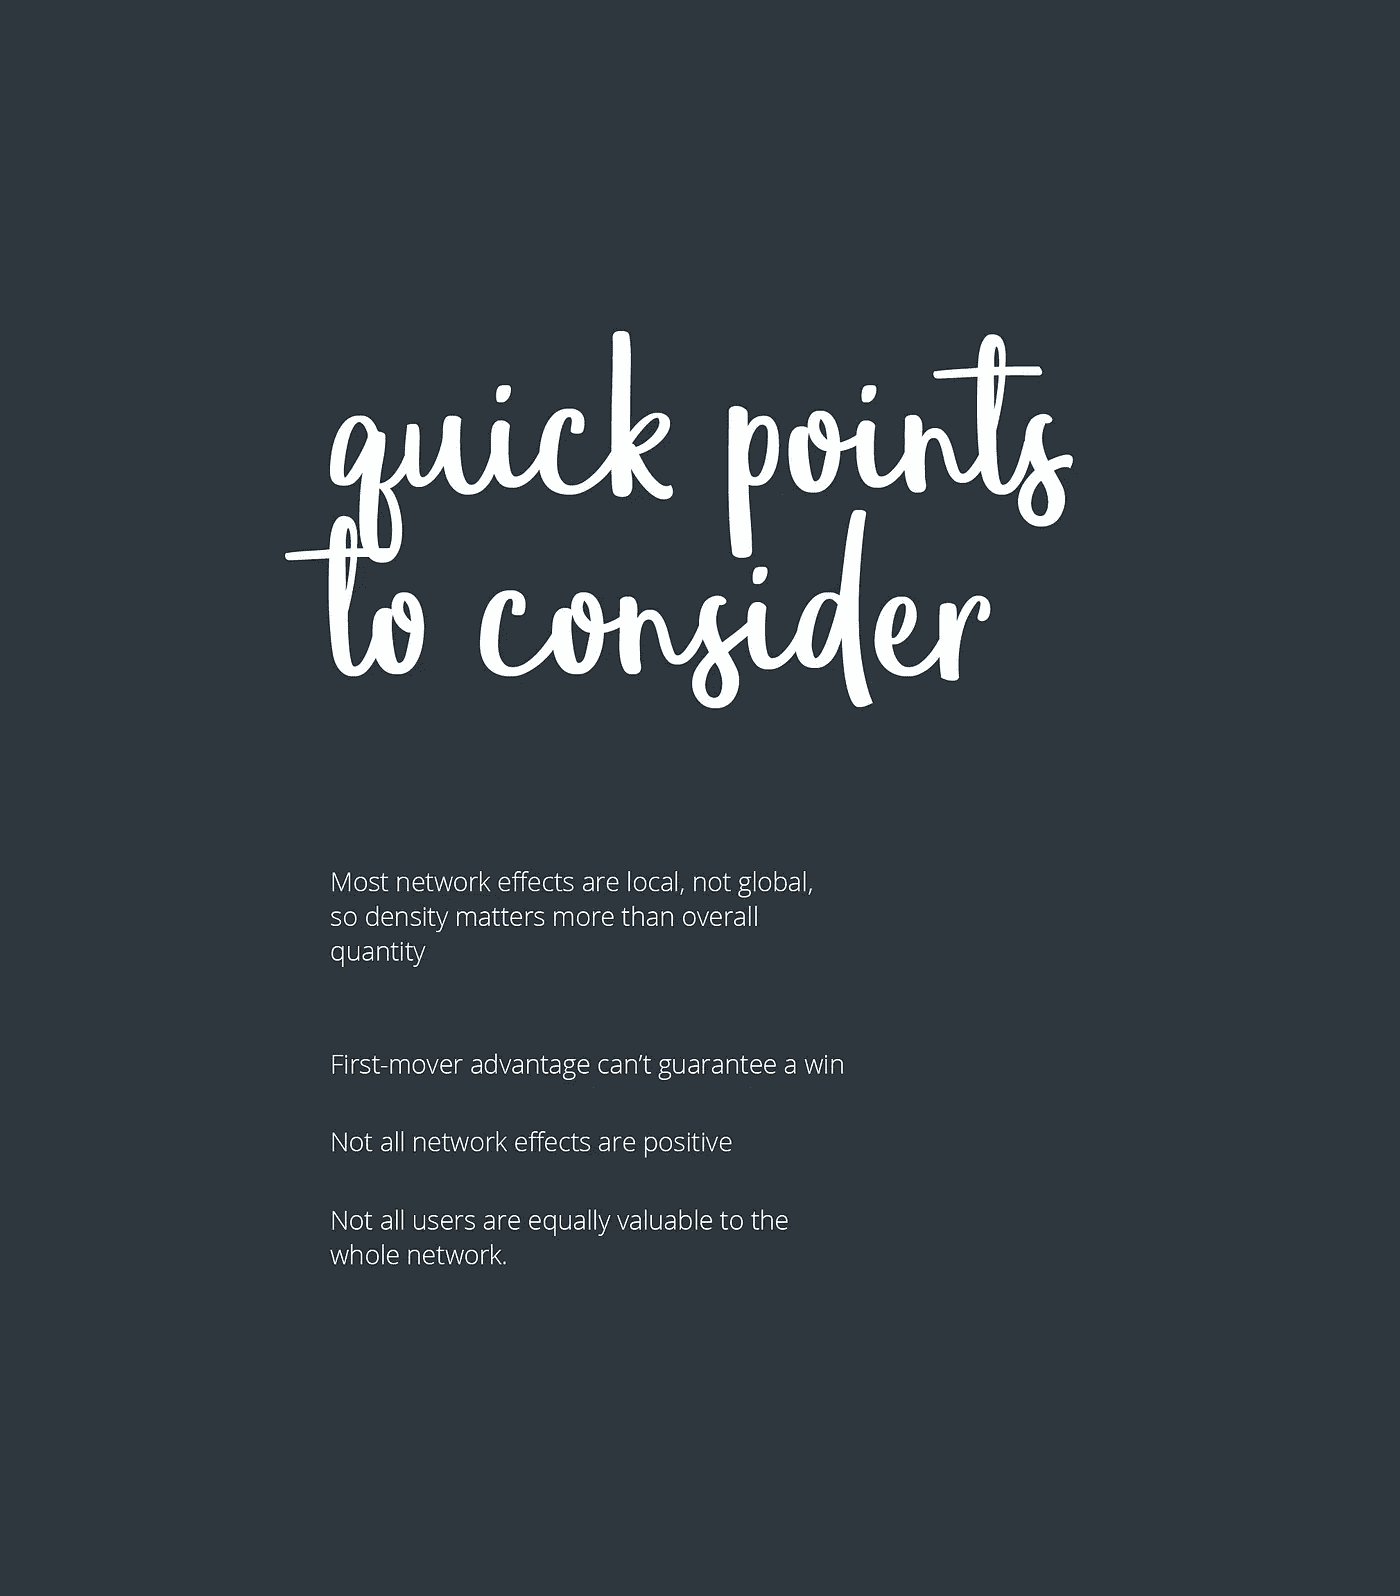 quick points
to consider
Most network effects are local, not global,
so density matters more than overall
quantity
First-mover advantage can’t guarantee a win
Not all network effects are positive
Not all users are equally valuable to the
whole network.